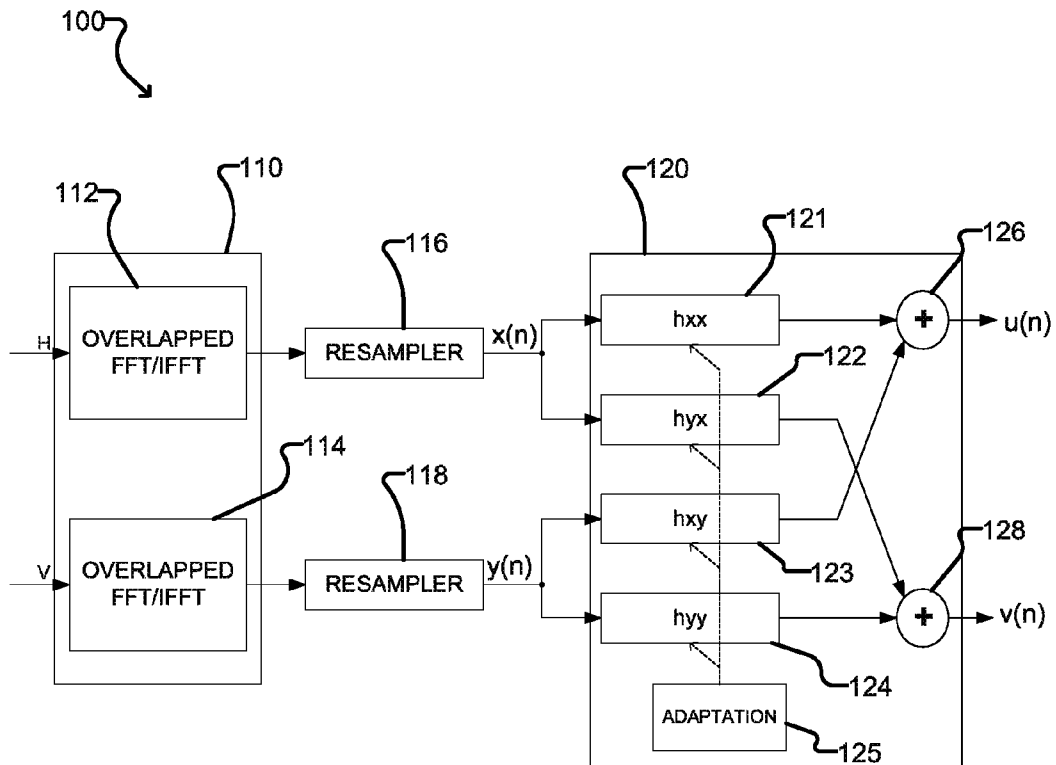 100
110
112
120
121
126
116
hxx
+
u(n)
H
OVERLAPPED
FFT/IFFT
RESAMPLER
x(n)
122
hyx
114
118
hxy
128
123
V
OVERLAPPED
FFT/IFFT
RESAMPLER
y(n)
hyy
+
v(n)
124
ADAPTATION
125